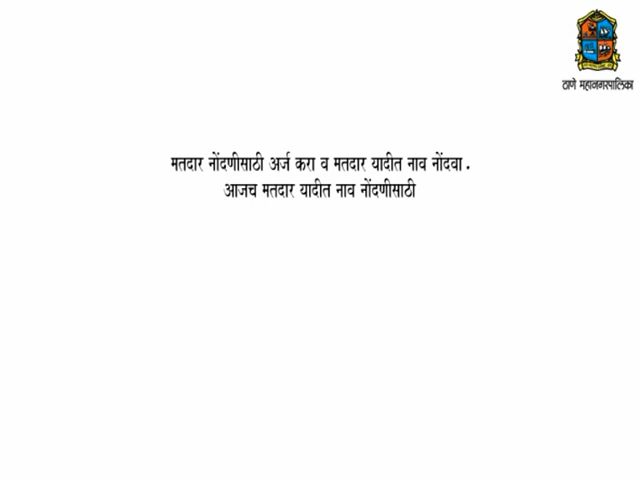 ठाणे महानगरपालिका
मतदार नोंदणीसाठी अर्ज करा व मतदार यादीत नाव नोंदवा.
आजच मतदार यादीत नाव नोंदणीसाठी